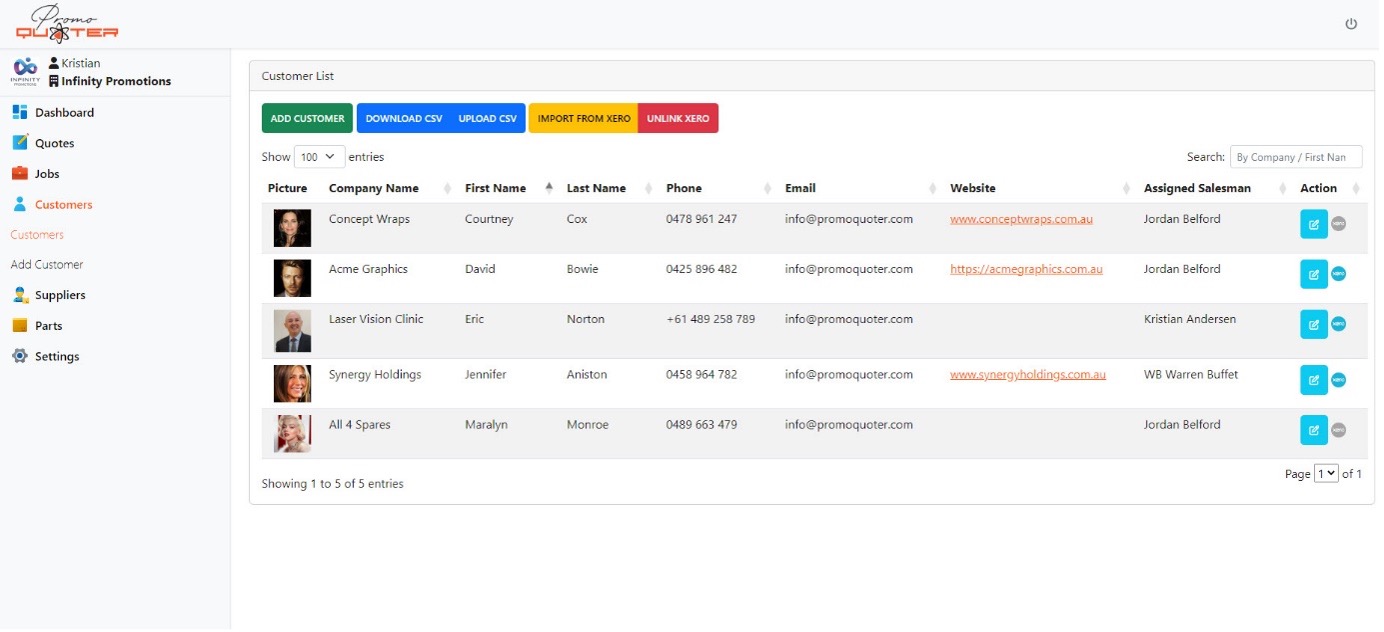 Promo
QUOTER
Kristian
INFINITY
Infinity Promotions
Dashboard
Quotes
Jobs
Customers
Customers
Add Customer
Suppliers
Parts
Settings
Customer List
ADD CUSTOMER DOWNLOAD CSV UPLOAD CSV IMPORT FROM XERO UNLINK XERO
Show 100 entries Search: By Company / First Nan
Picture Company Name First Name Last Name Phone Email Website Assigned Salesman Action
Concept Wraps Courtney Cox 0478 961 247 info@promoquoter.com www.conceptwraps.com.au Jordan Belford
Acme Graphics David Bowie 0425 896 482 info@promoquoter.com https://acmegraphics.com.au Jordan Belford
Laser Vision Clinic Eric Norton +61 489 258 789 info@promoquoter.com Kristian Andersen
Synergy Holdings Jennifer Aniston 0458 964 782 info@promoquoter.com www.synergyholdings.com.au WB Warren Buffet
All 4 Spares Maralyn Monroe 0489 663 479 info@promoquoter.com Jordan Belford
Showing 1 to 5 of 5 entries
Page 1 of 1